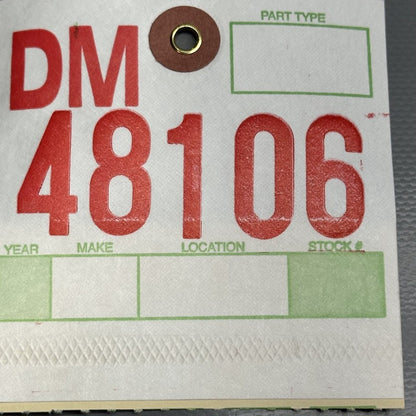 PART TYPE
DM
48106
YEAR MAKE LOCATION STOCK #